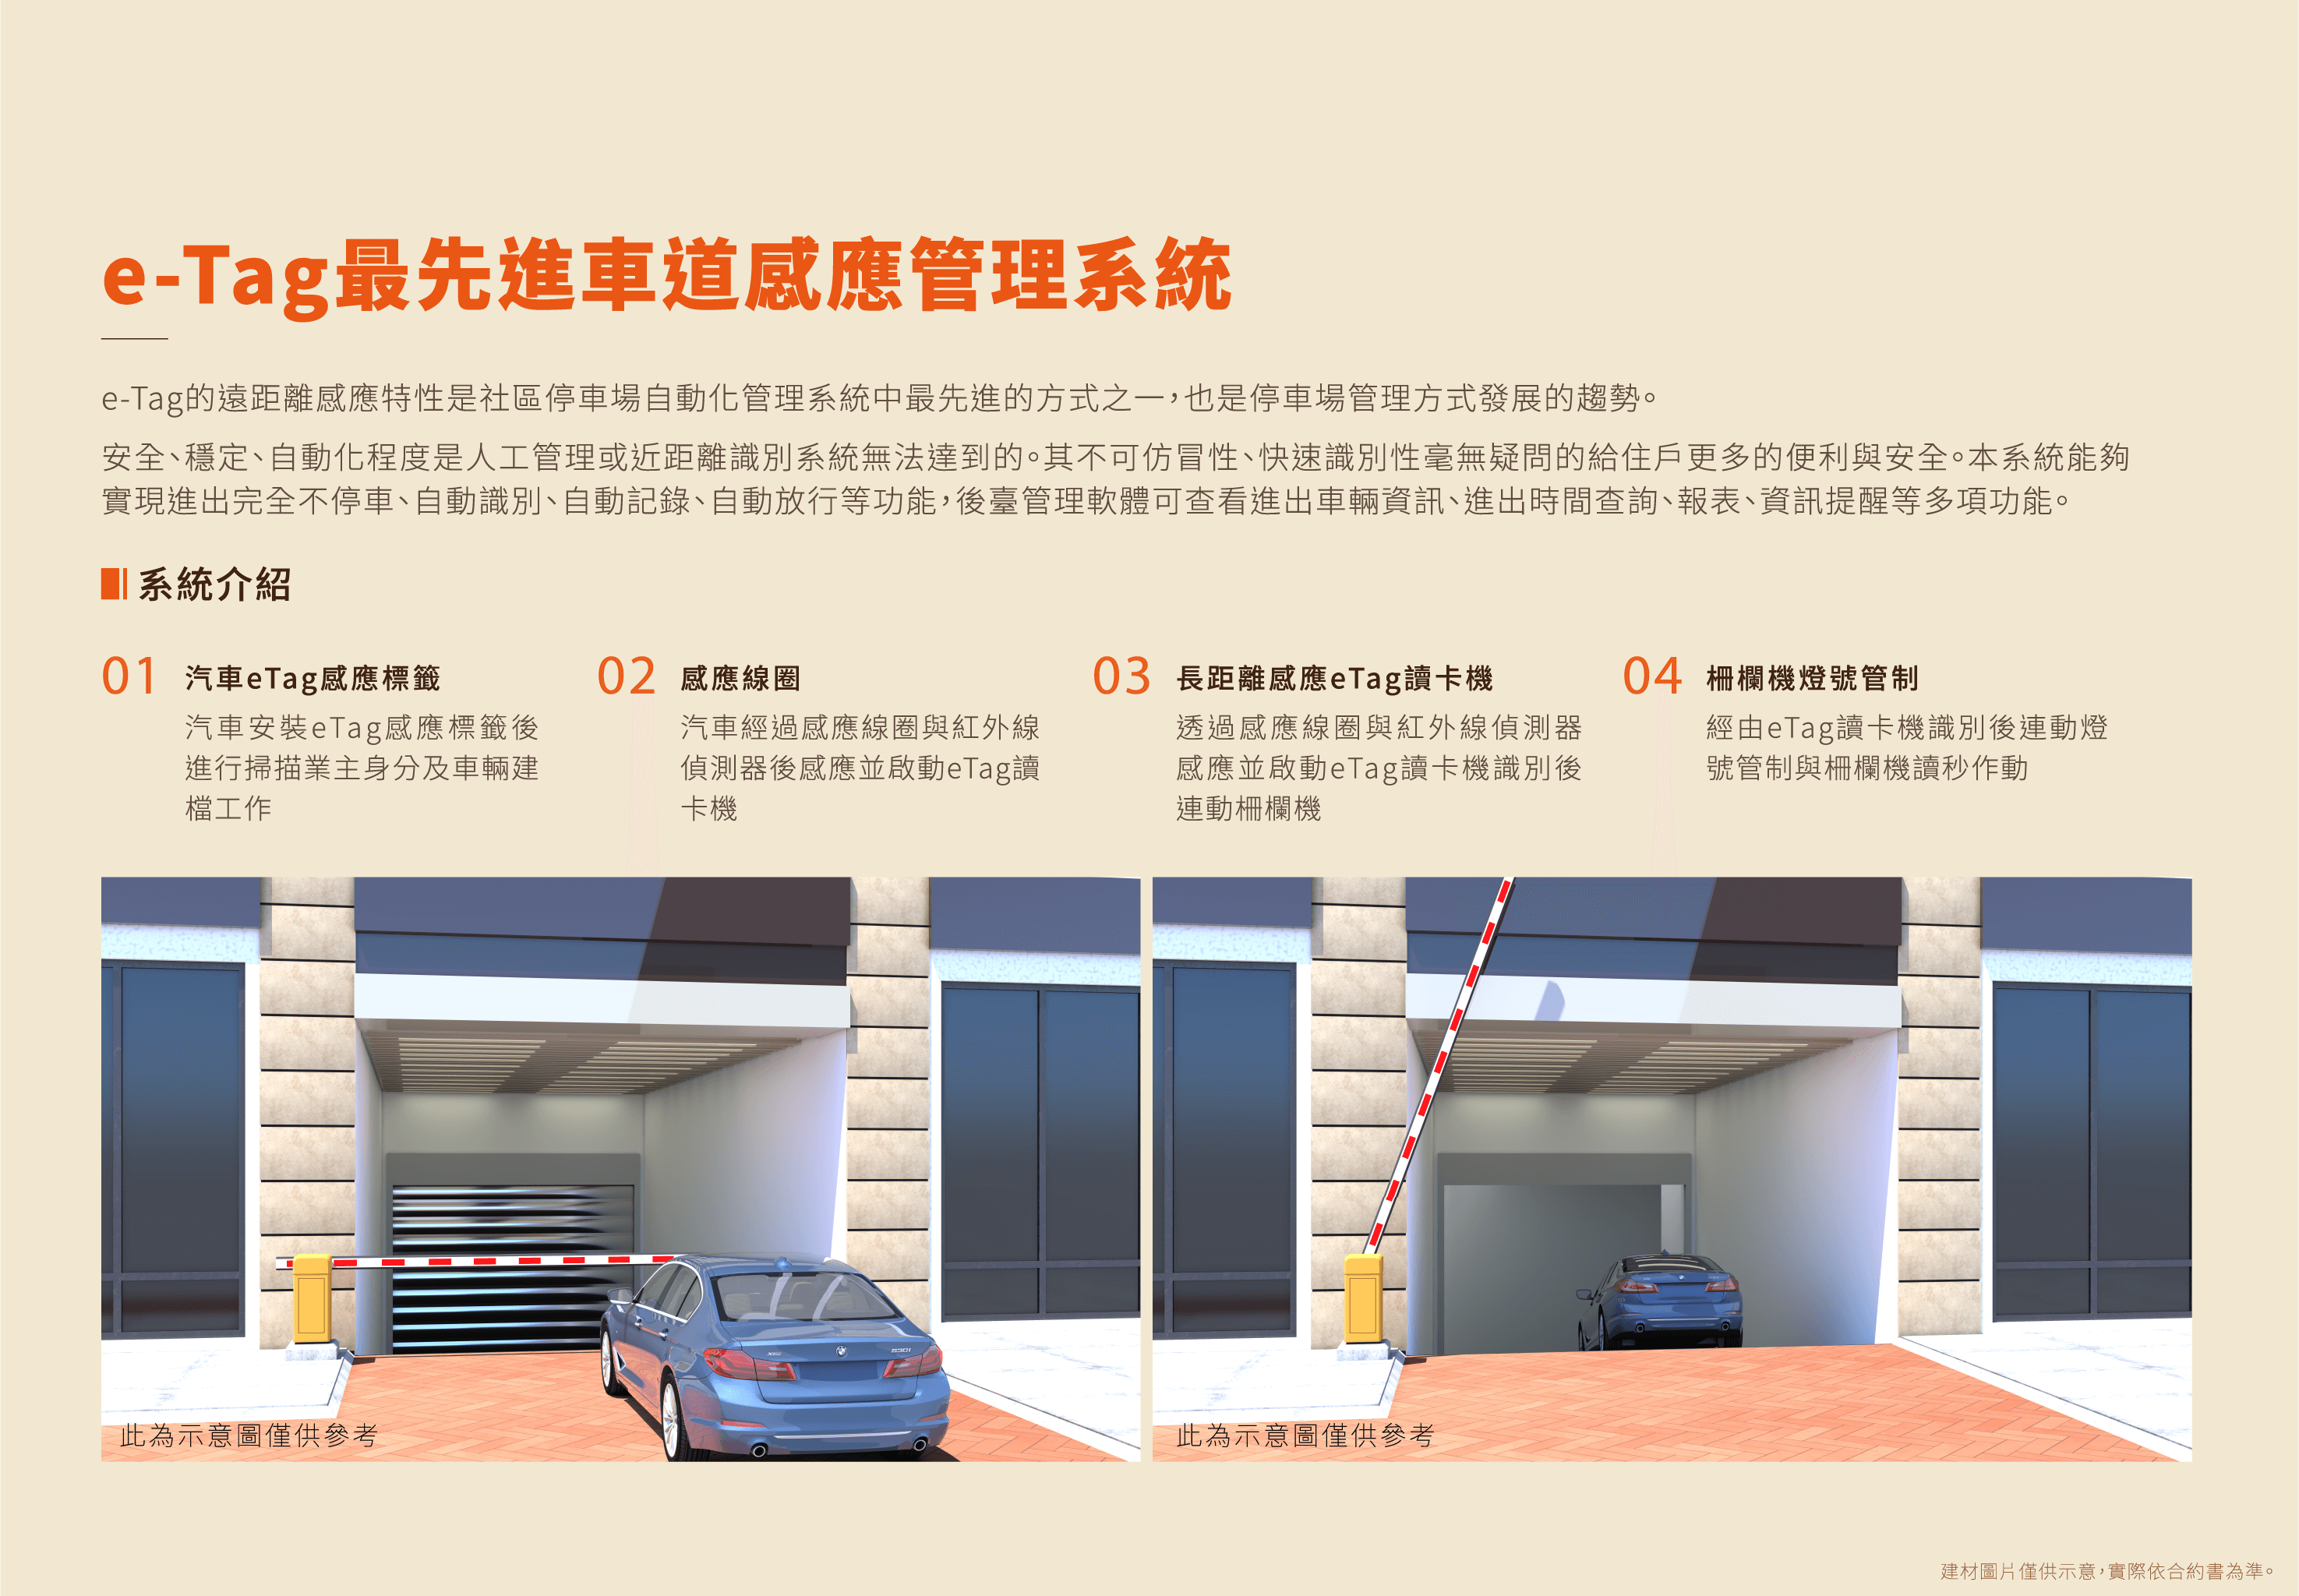 e-Tag最先進車道感應管理系統
e-Tag的遠距離感應特性是社區停車場自動化管理系統中最先進的方式之一，也是停車場管理方式發展的趨勢。
安全、穩定、自動化程度是人工管理或近距離識別系統無法達到的。其不可仿冒性、快速識別性毫無疑問的給住戶更多的便利與安全。本系統能夠
實現進出完全不停車、自動識別、自動記錄、自動放行等功能，後臺管理軟體可查看進出車輛資訊、進出時間查詢、報表、資訊提醒等多項功能。
系統介紹
01 汽車eTag感應標籤
汽車安裝eTag感應標籤後
進行掃描業主身分及車輛建
檔工作
02 感應線圈
汽車經過感應線圈與紅外線
偵測器後感應並啟動eTag讀
卡機
03 長距離感應eTag讀卡機
透過感應線圈與紅外線偵測器
感應並啟動eTag讀卡機識別後
連動柵欄機
04 柵欄機燈號管制
經由eTag讀卡機識別後連動燈
號管制與柵欄機讀秒作動
530i
此為示意圖僅供參考
此為示意圖僅供參考
建材圖片僅供示意，實際依合約書為準。